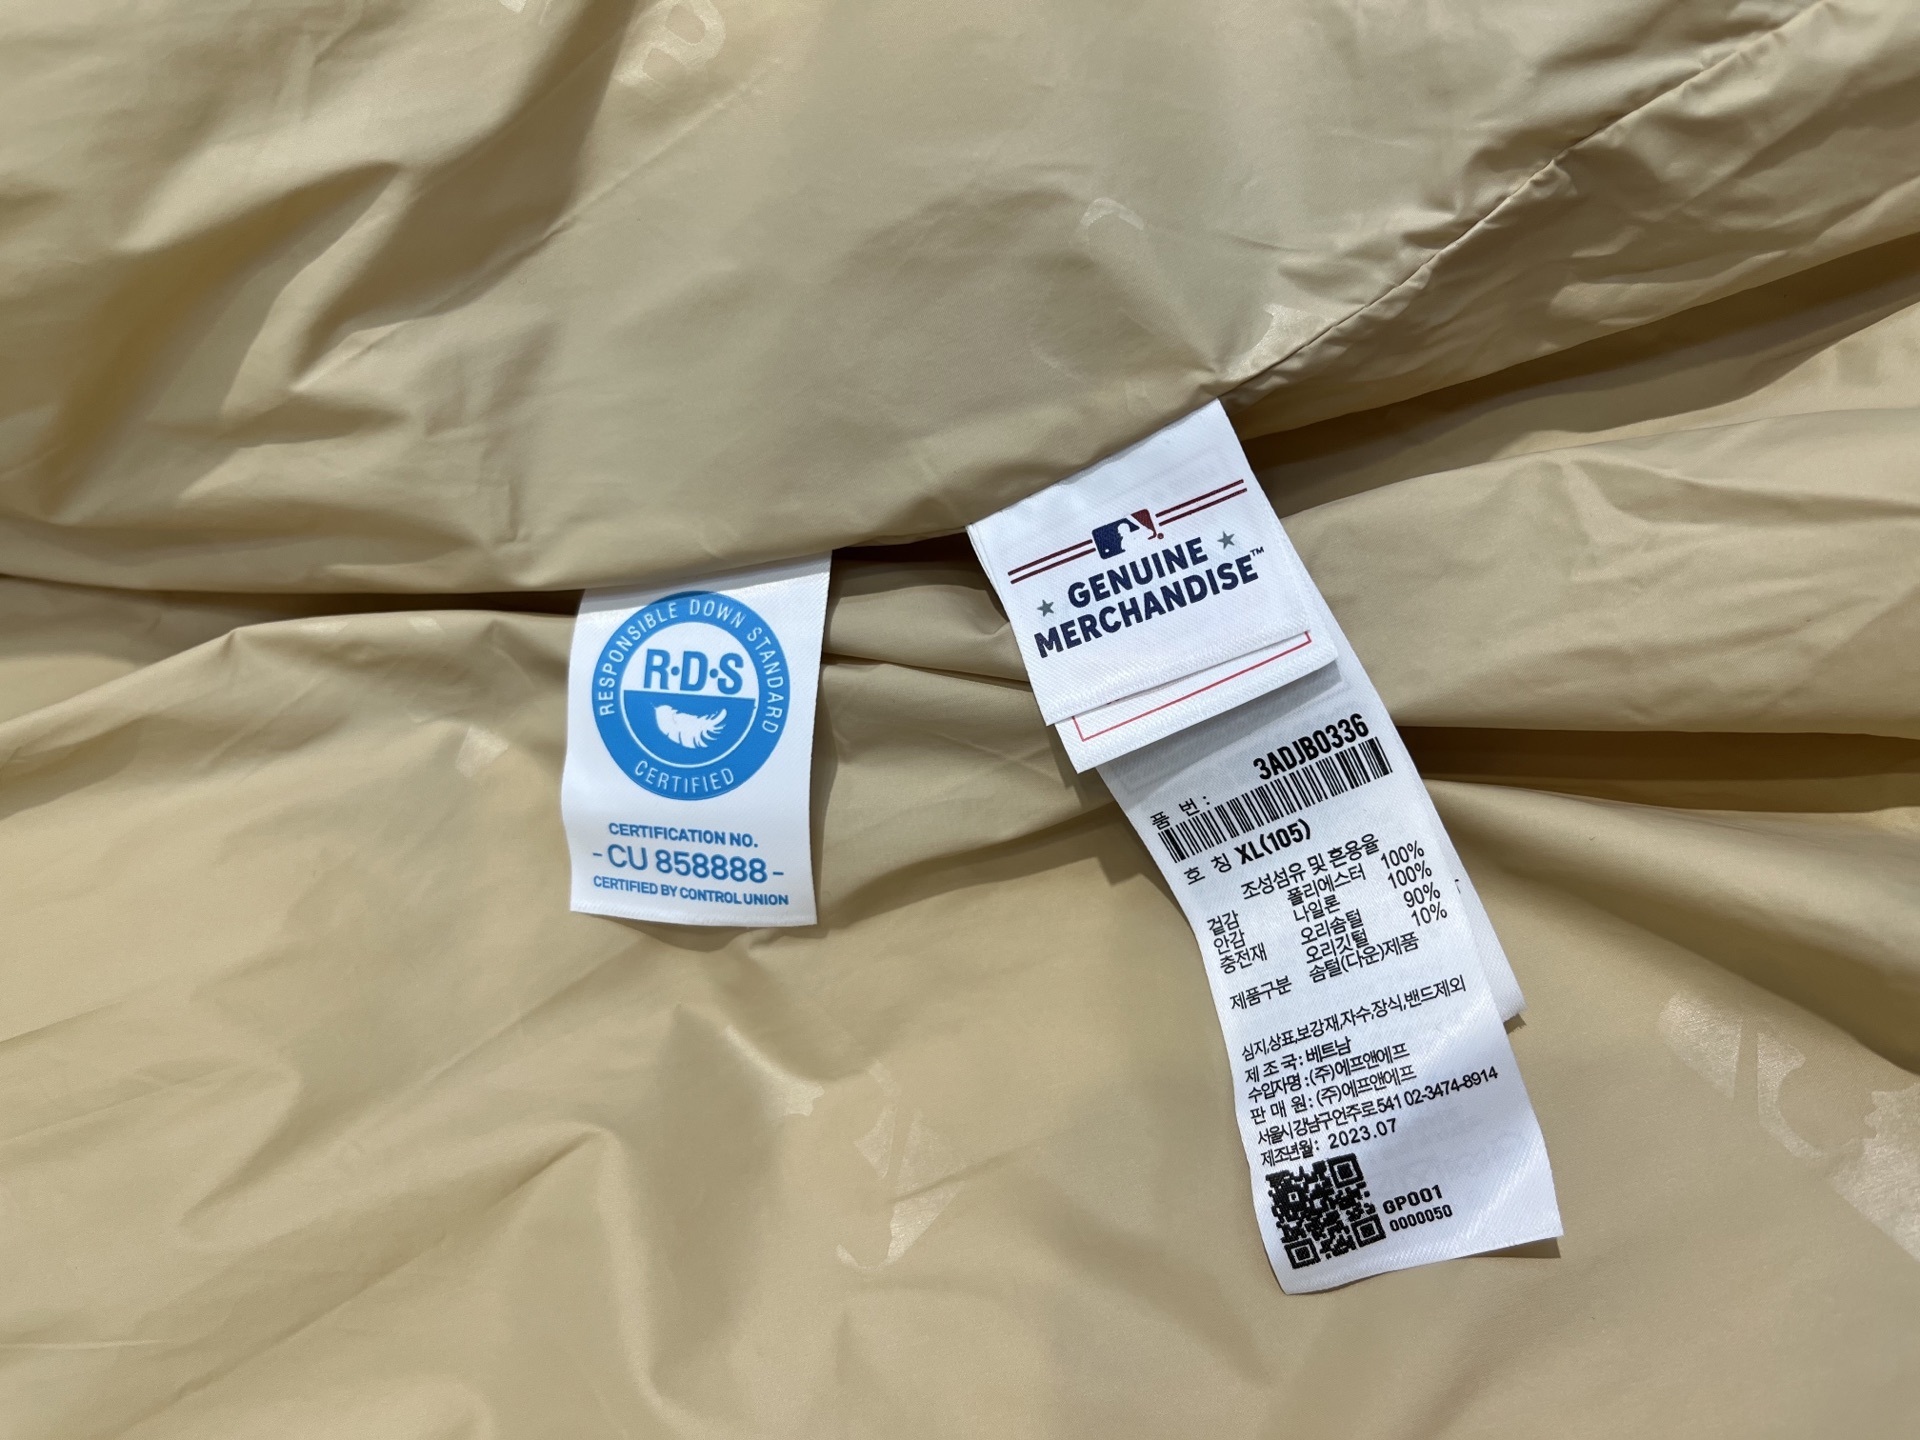 RESPONSIBLE DOWN STANDARD
R·D·S
CERTIFIED
CERTIFICATION NO.
- CU 858888 -
CERTIFIED BY CONTROL UNION
GENUINE
MERCHANDISE™
3ADJB0336
품 번 :
호 칭 XL(105)
조성섬유 및 혼용율
겉감 폴리에스터 100%
안감 나일론 100%
충전재 오리솜털 90%
오리깃털 10%
제품구분 솜털(다운)제품
심지,상표,보강재,자수,장식,밴드제외
제 조 국 : 베트남
수입자명 : (주)에프앤에프
판 매 원 : (주)에프앤에프
서울시 강남구 언주로 541 02-3474-8914
제조년월 : 2023.07
GP001
0000050